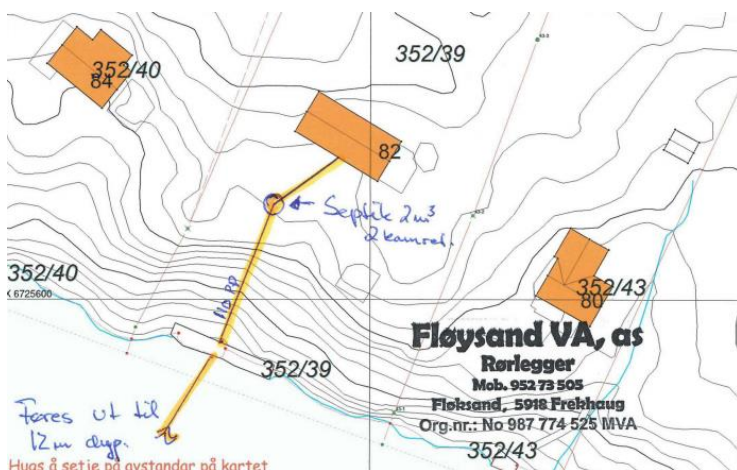 352/39
352/40
84
82
Septik 2m³
2 kamret.
352/40
X 6725600
110 PP
352/43
80
352/39
Fløysand VA, as
Rørlegger
Mob. 952 73 505
Fløksand, 5918 Frekhaug
Org.nr.: No 987 774 525 MVA
Føres ut til
12m dyp.
352/43
Hugs å setje på avstandar på kartet